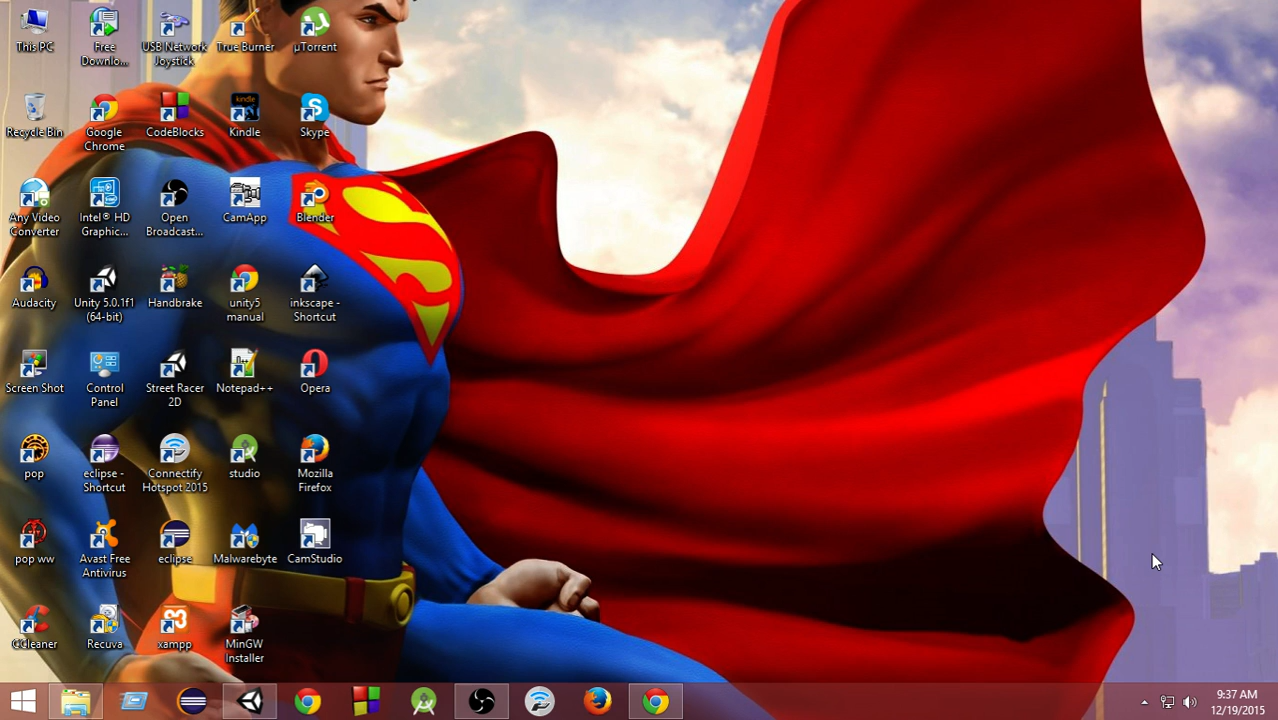 This PC
Free
Downlo...
USB Network
Joystick
True Burner
µTorrent
Recycle Bin
Google
Chrome
CodeBlocks
kindle
Kindle
Skype
Any Video
Converter
Intel® HD
Graphic...
Open
Broadcast...
CamApp
Blender
Audacity
Unity 5.0.1f1
(64-bit)
Handbrake
unity5
manual
inkscape -
Shortcut
Screen Shot
Control
Panel
Street Racer
2D
Notepad++
Opera
pop
eclipse -
Shortcut
Connectify
Hotspot 2015
studio
Mozilla
Firefox
pop ww
Avast Free
Antivirus
eclipse
Malwarebyte
CamStudio
CCleaner
Recuva
xampp
MinGW
Installer
9:37 AM
12/19/2015